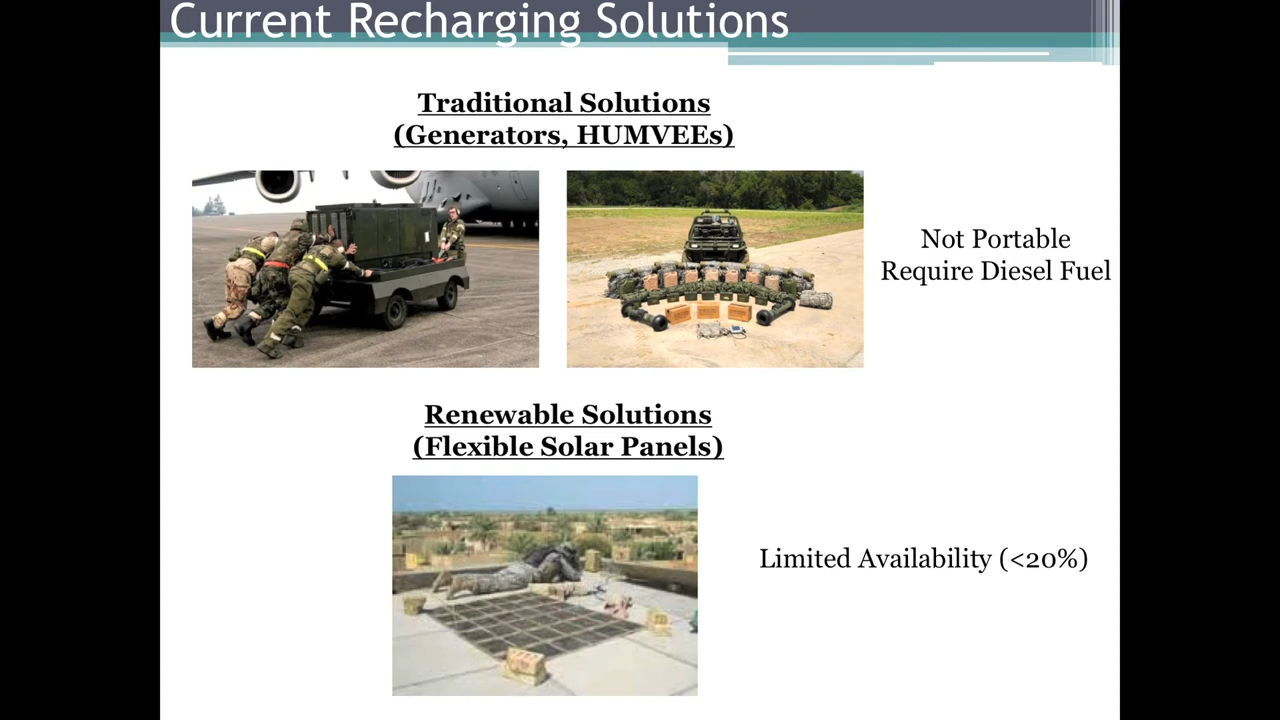 Current Recharging Solutions
Traditional Solutions
(Generators, HUMVEEs)
Not Portable
Require Diesel Fuel
Renewable Solutions
(Flexible Solar Panels)
Limited Availability (<20%)